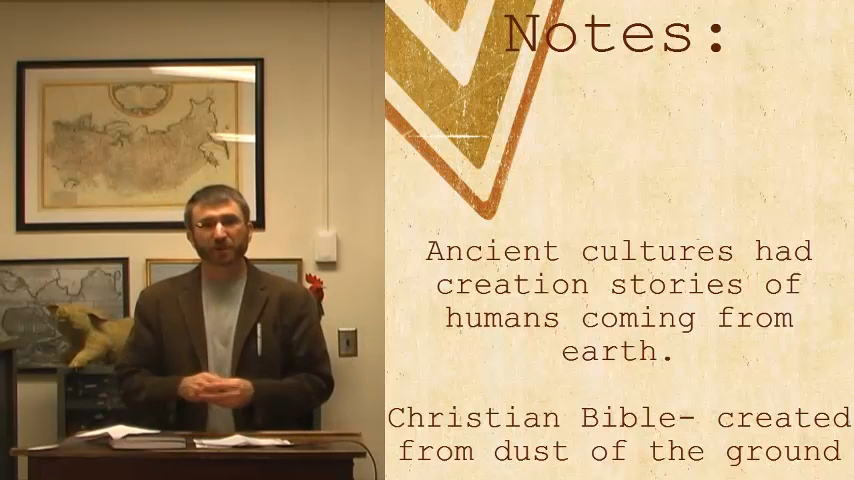 Notes:
Ancient cultures had
creation stories of
humans coming from
earth.
Christian Bible- created
from dust of the ground